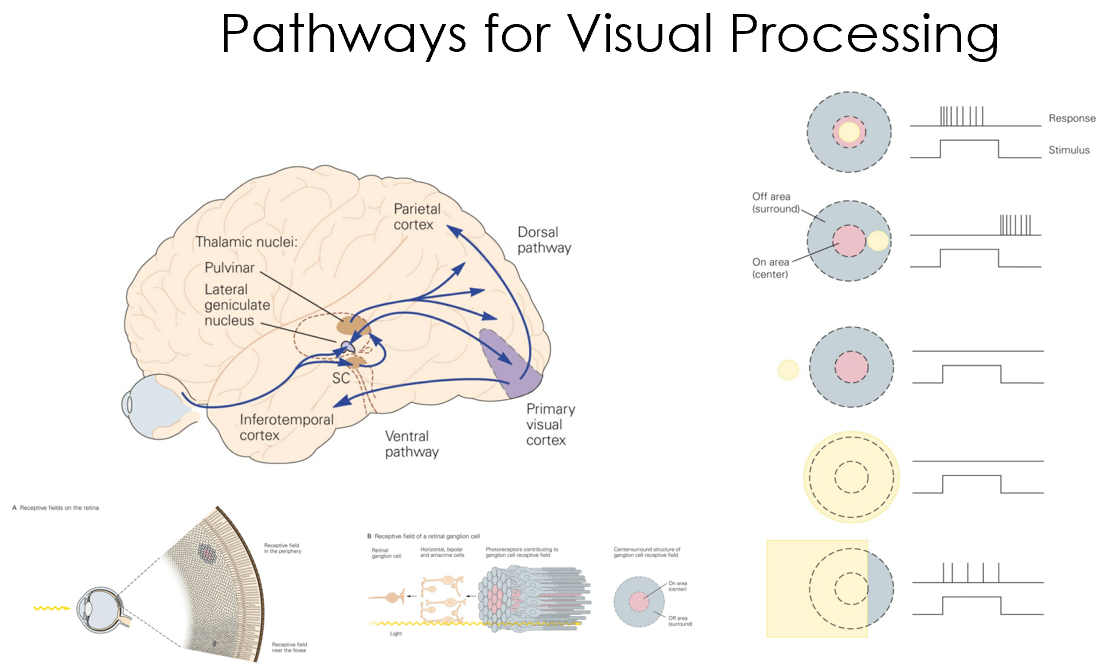 Pathways for Visual Processing
Response
Stimulus
Off area
(surround)
On area
(center)
Parietal
cortex
Dorsal
pathway
Thalamic nuclei:
Pulvinar
Lateral
geniculate
nucleus
SC
Inferotemporal
cortex
Ventral
pathway
Primary
visual
cortex
A Receptive fields on the retina
Receptive field
in the periphery
Receptive field
near the fovea
B Receptive field of a retinal ganglion cell
Retinal
ganglion cell
Horizontal, bipolar
and amacrine cells
Photoreceptors contributing to
ganglion cell receptive field
Center-surround structure of
ganglion cell receptive field
On area
(center)
Off area
(surround)
Light